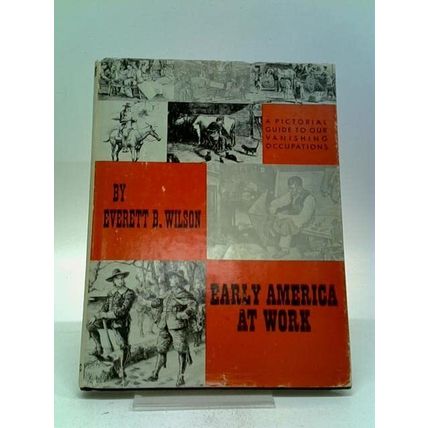 A PICTORIAL
GUIDE TO OUR
VANISHING
OCCUPATIONS
BY
EVERETT B. WILSON
EARLY AMERICA
AT WORK